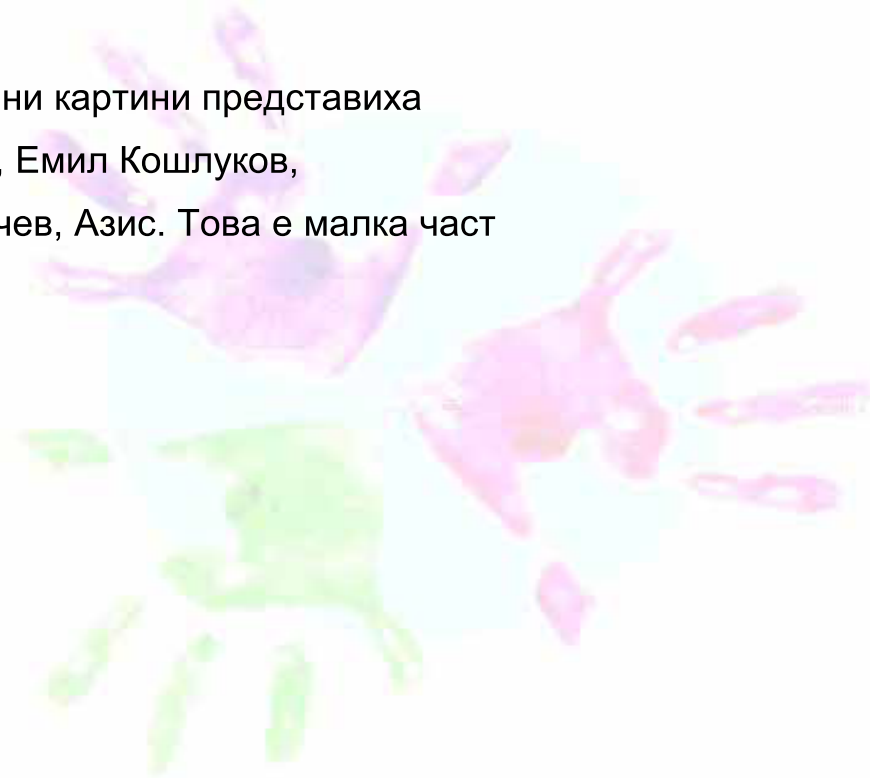 ни картини представиха
, Емил Кошлуков,
чев, Азис. Това е малка част